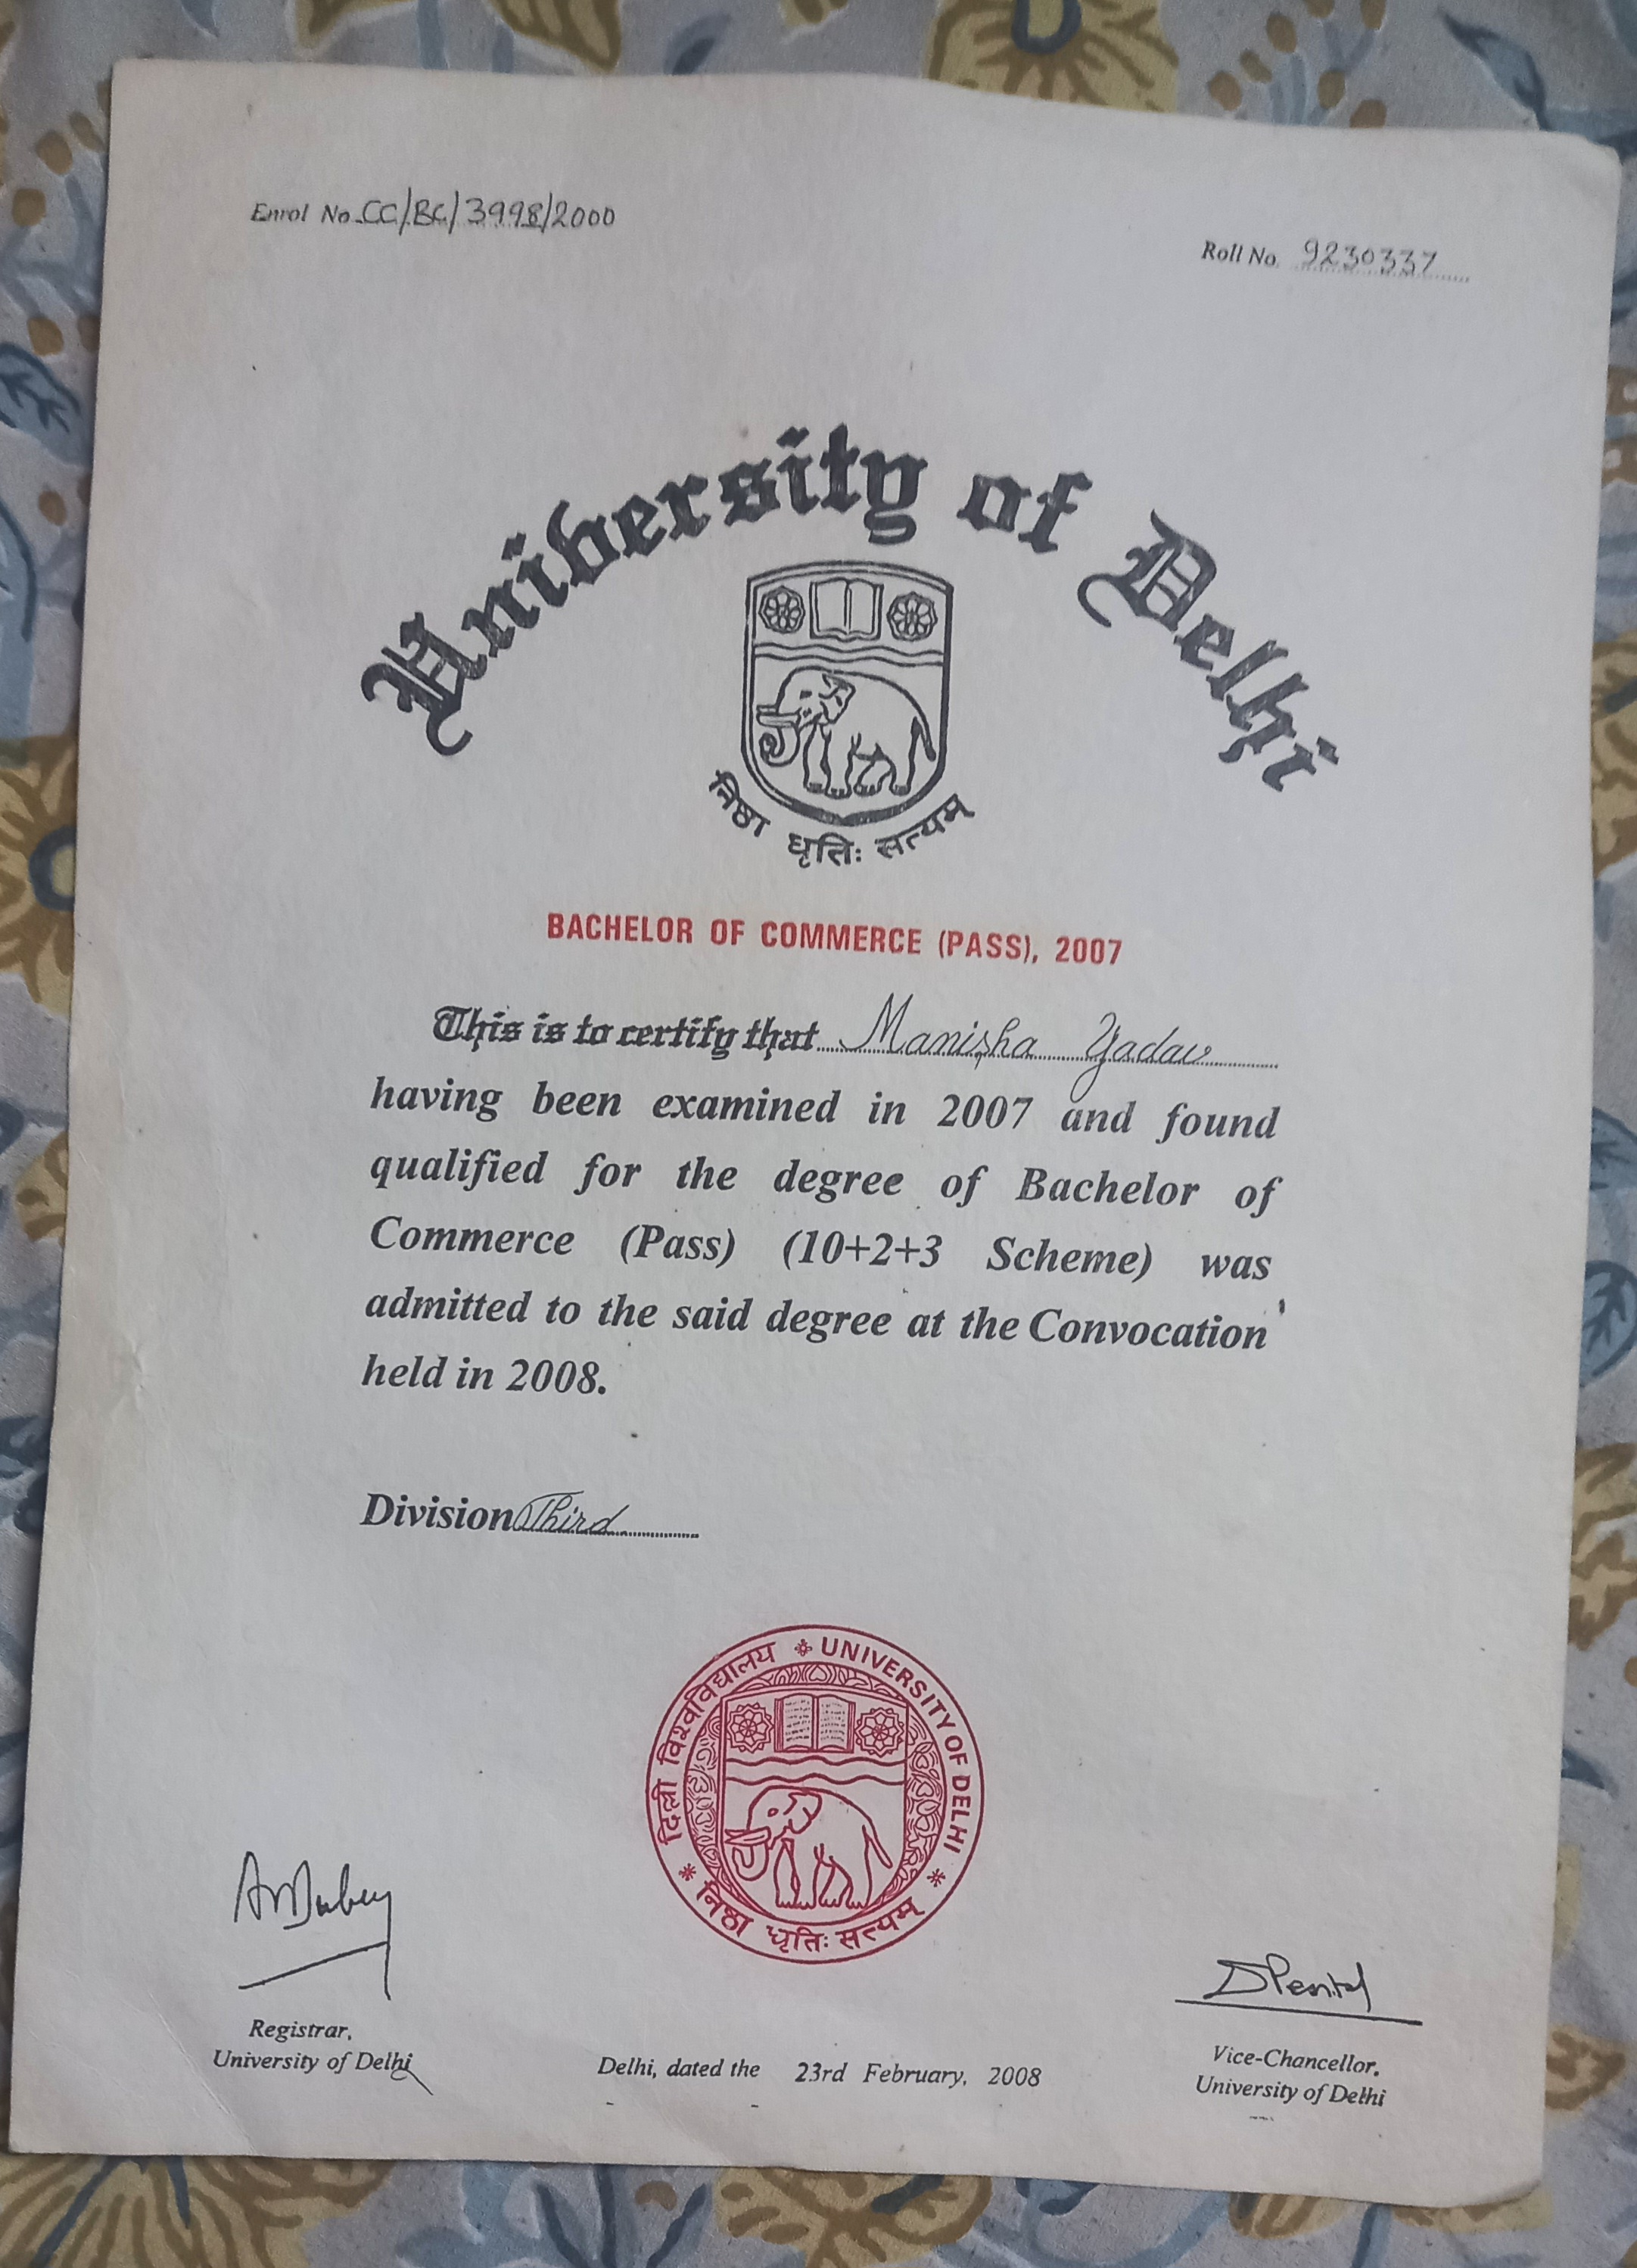 Enrol No. CC/BC/3998/2000
Roll No. 9230337
University of Delhi
निष्ठा धृतिः सत्यम्
BACHELOR OF COMMERCE (PASS), 2007
This is to certify that Manisha Yadav
having been examined in 2007 and found
qualified for the degree of Bachelor of
Commerce (Pass) (10+2+3 Scheme) was
admitted to the said degree at the Convocation
held in 2008.
Division Third
दिल्ली विश्वविद्यालय UNIVERSITY OF DELHI
निष्ठा धृतिः सत्यम्
Registrar,
University of Delhi
Delhi, dated the 23rd February, 2008
Vice-Chancellor,
University of Delhi